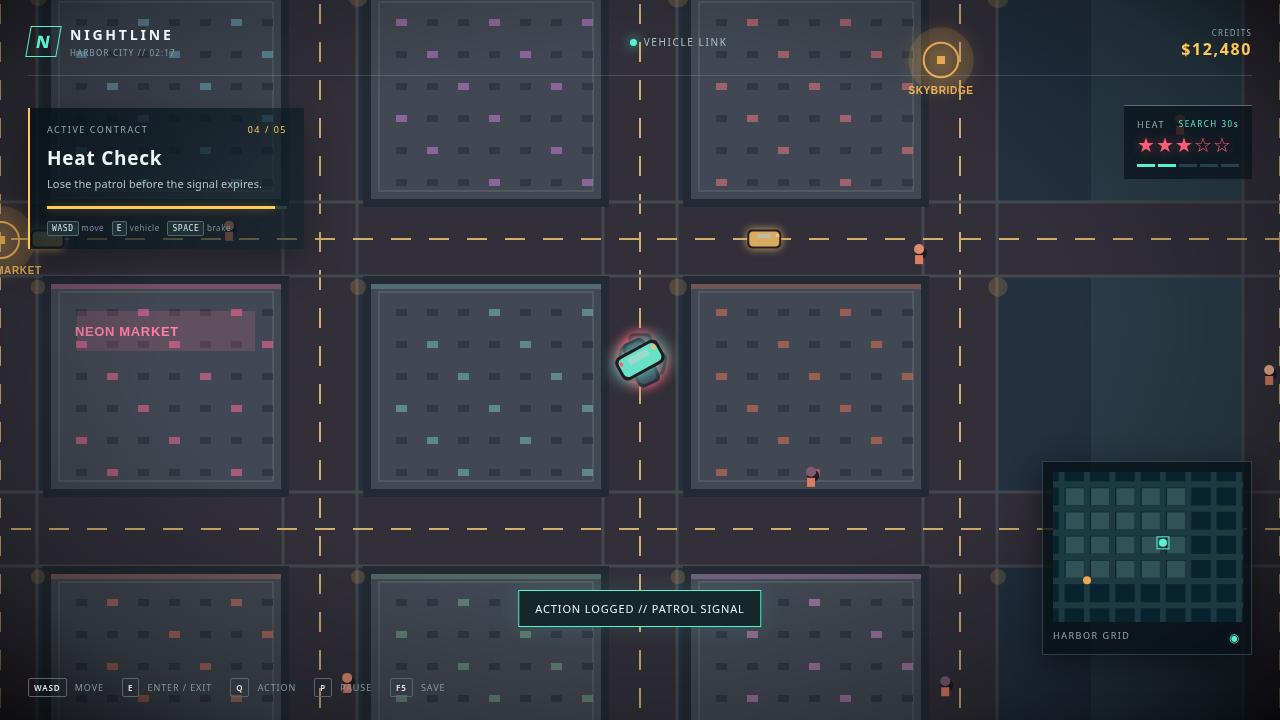 N
NIGHTLINE
HARBOR CITY // 02:17
VEHICLE LINK
CREDITS
$12,480
SKYBRIDGE
ACTIVE CONTRACT
04 / 05
Heat Check
Lose the patrol before the signal expires.
WASD move E vehicle SPACE brake
HEAT SEARCH 30s
★★★☆☆
MARKET
NEON MARKET
ACTION LOGGED // PATROL SIGNAL
HARBOR GRID
WASD MOVE E ENTER / EXIT Q ACTION P PAUSE F5 SAVE